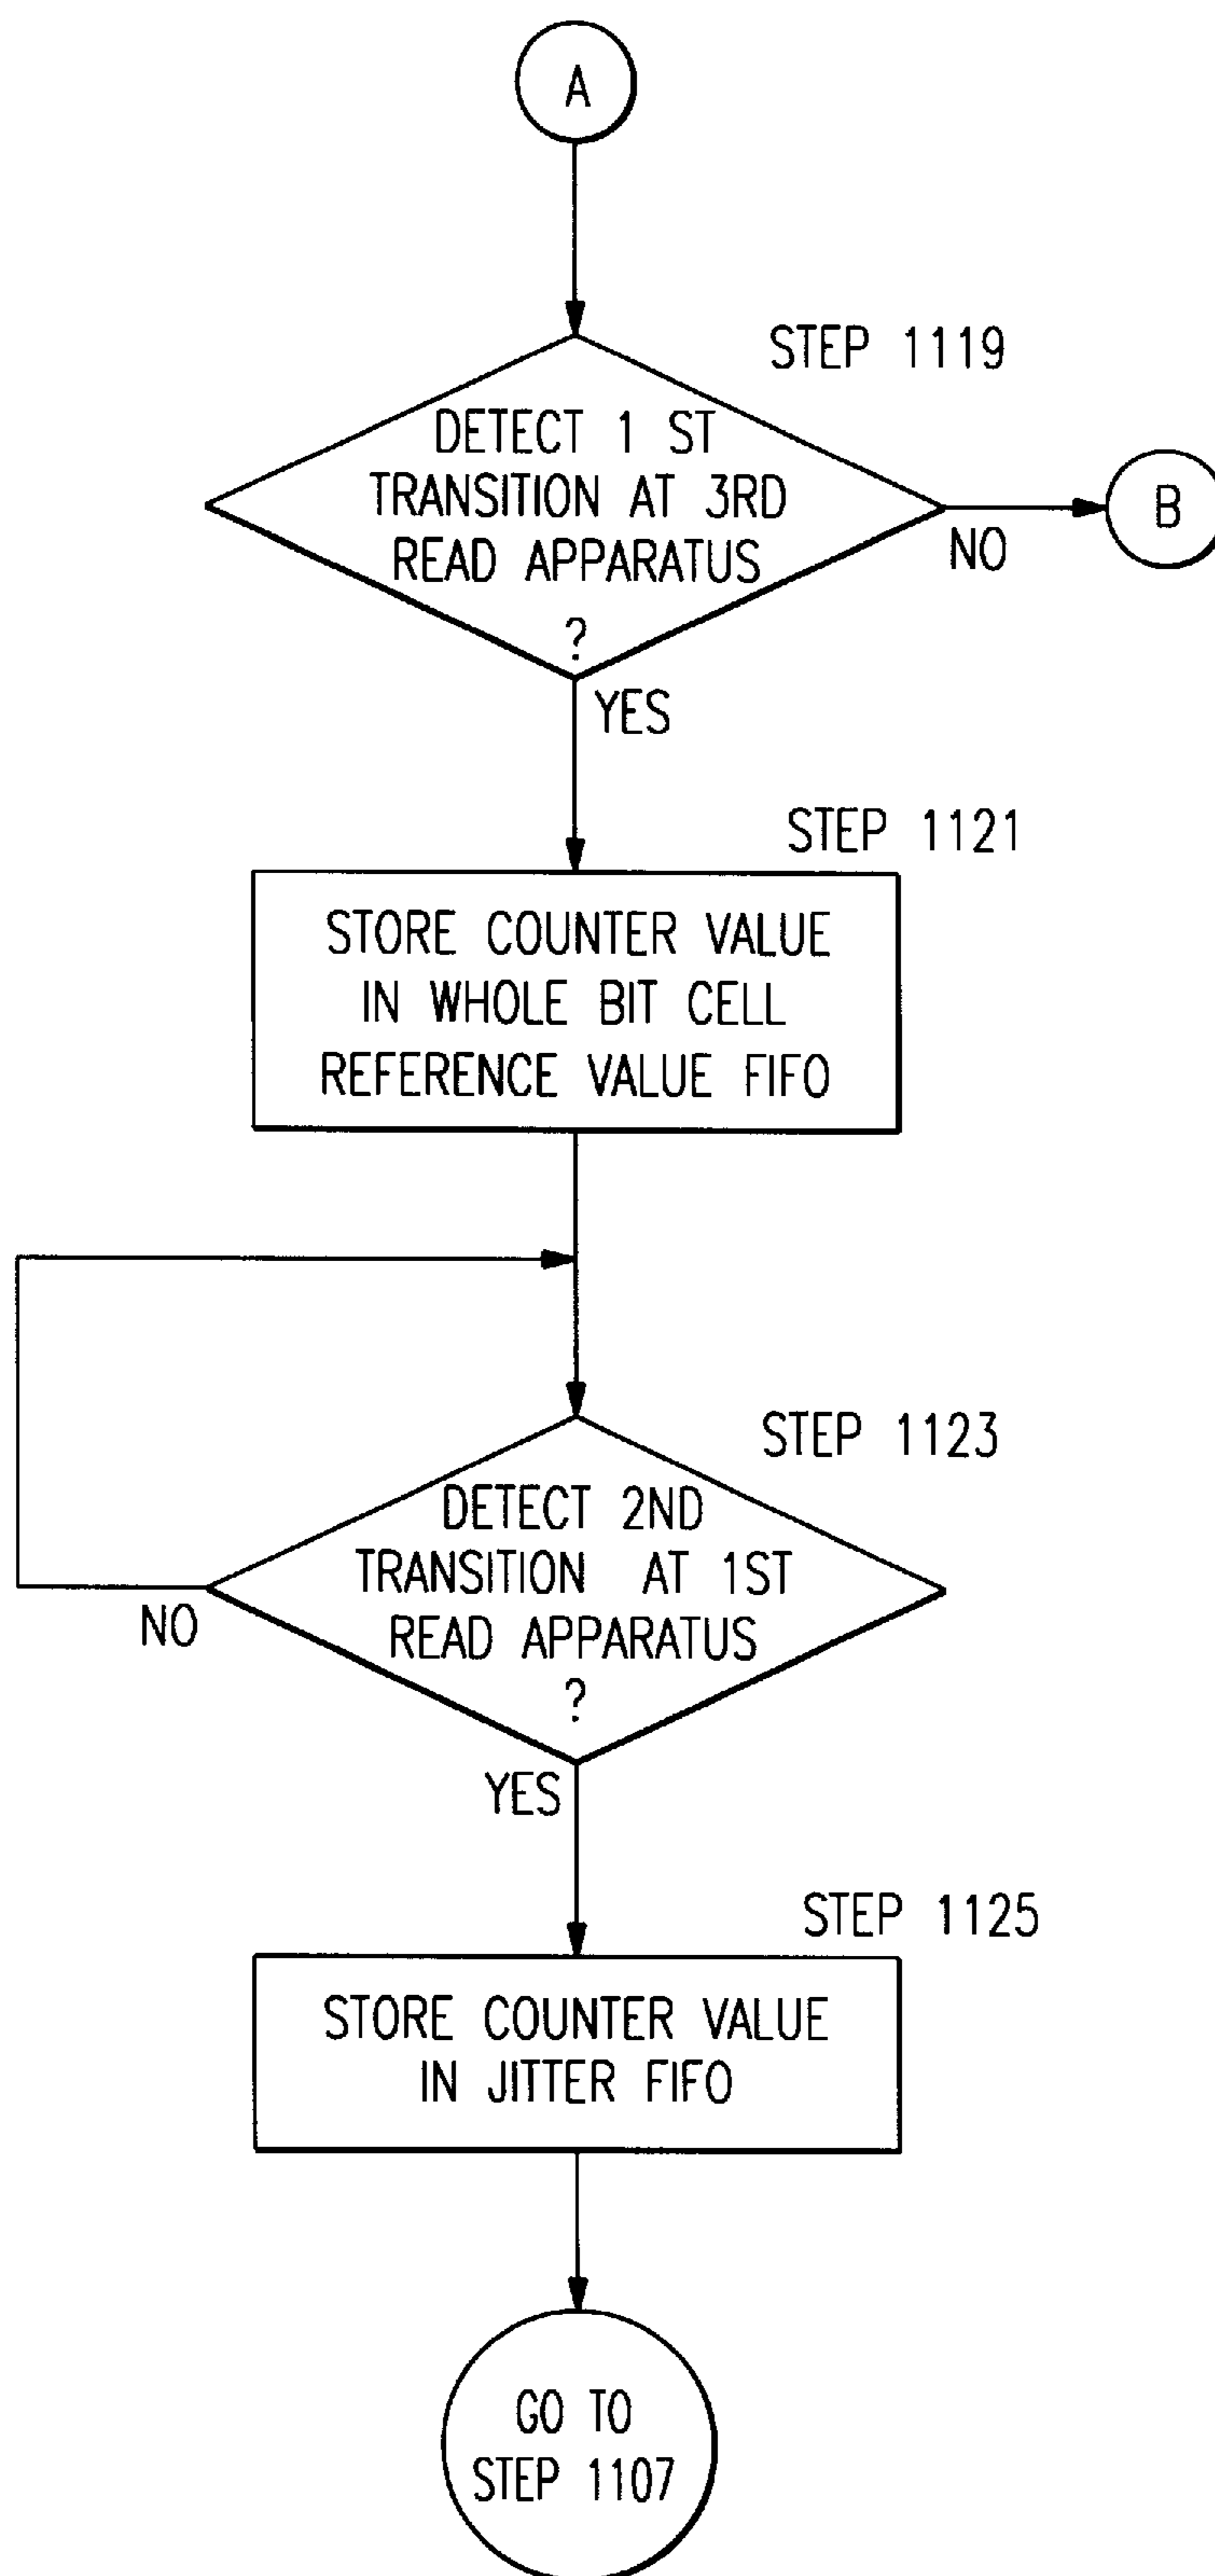 A
STEP 1119
DETECT 1 ST
TRANSITION AT 3RD
READ APPARATUS
?
NO
B
YES
STEP 1121
STORE COUNTER VALUE
IN WHOLE BIT CELL
REFERENCE VALUE FIFO
STEP 1123
DETECT 2ND
TRANSITION AT 1ST
READ APPARATUS
?
NO
YES
STEP 1125
STORE COUNTER VALUE
IN JITTER FIFO
GO TO
STEP 1107